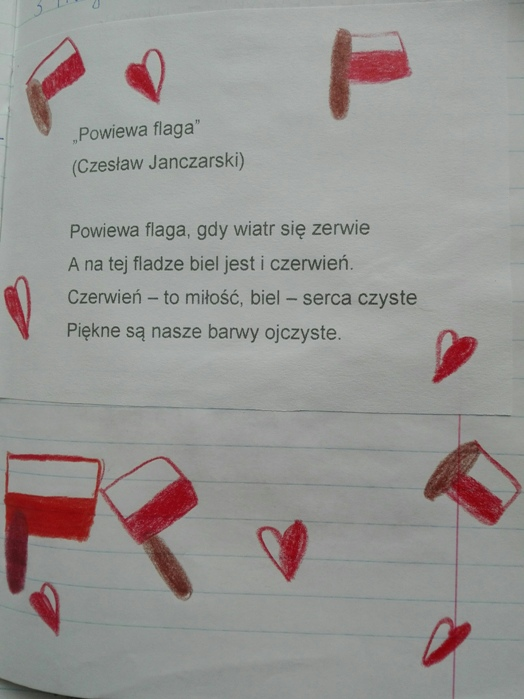 „Powiewa flaga”
(Czesław Janczarski)
Powiewa flaga, gdy wiatr się zerwie
A na tej fladze biel jest i czerwień.
Czerwień – to miłość, biel – serca czyste
Piękne są nasze barwy ojczyste.